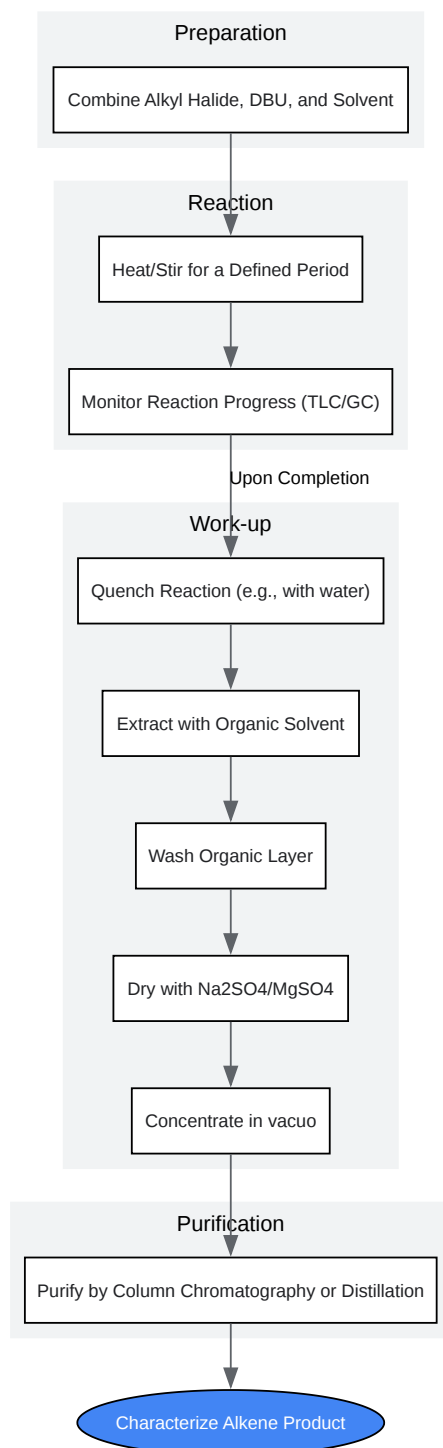 Preparation
Combine Alkyl Halide, DBU, and Solvent
Reaction
Heat/Stir for a Defined Period
Monitor Reaction Progress (TLC/GC)
Upon Completion
Work-up
Quench Reaction (e.g., with water)
Extract with Organic Solvent
Wash Organic Layer
Dry with Na2SO4/MgSO4
Concentrate in vacuo
Purification
Purify by Column Chromatography or Distillation
Characterize Alkene Product